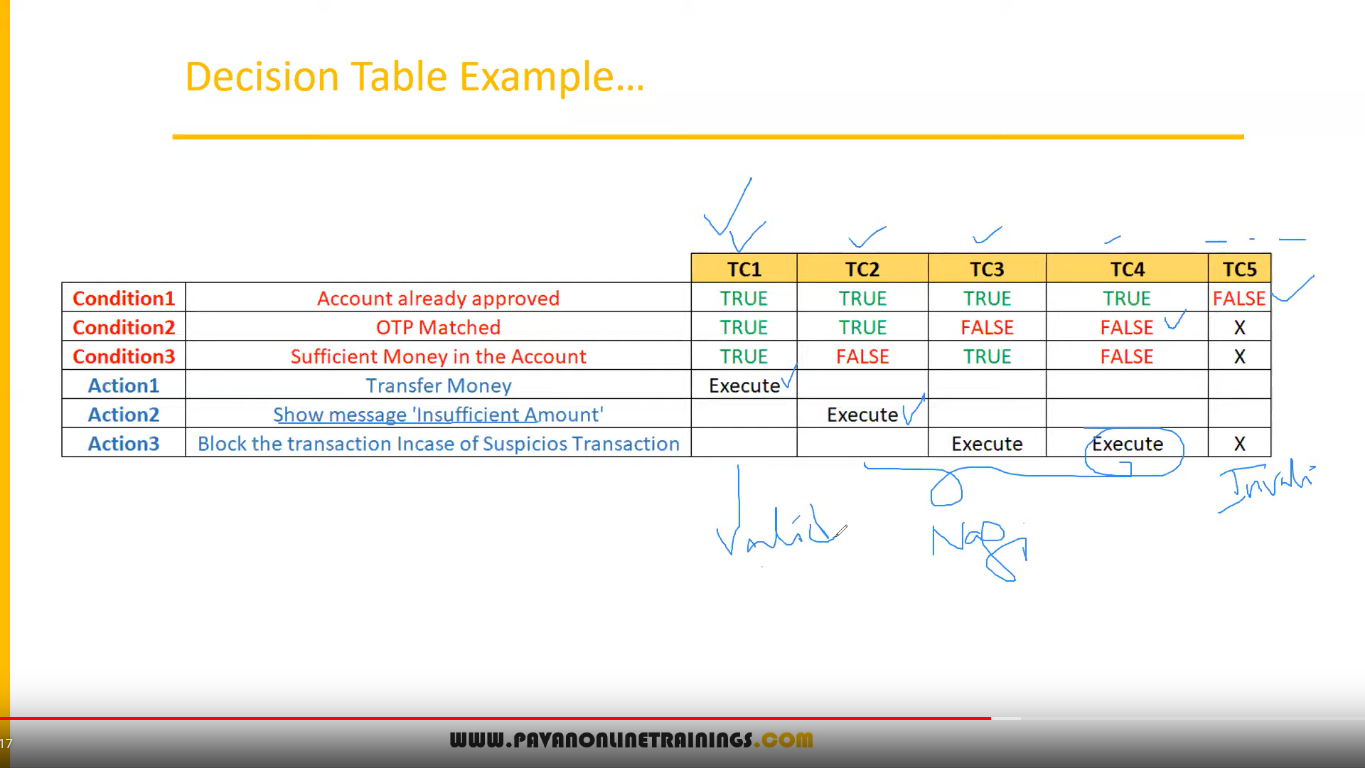 Decision Table Example...
TC1 TC2 TC3 TC4 TC5
Condition1 Account already approved TRUE TRUE TRUE TRUE FALSE
Condition2 OTP Matched TRUE TRUE FALSE FALSE X
Condition3 Sufficient Money in the Account TRUE FALSE TRUE FALSE X
Action1 Transfer Money Execute
Action2 Show message 'Insufficient Amount' Execute
Action3 Block the transaction Incase of Suspicios Transaction Execute Execute X
Valid
17
WWW.PAVANONLINETRAININGS.COM